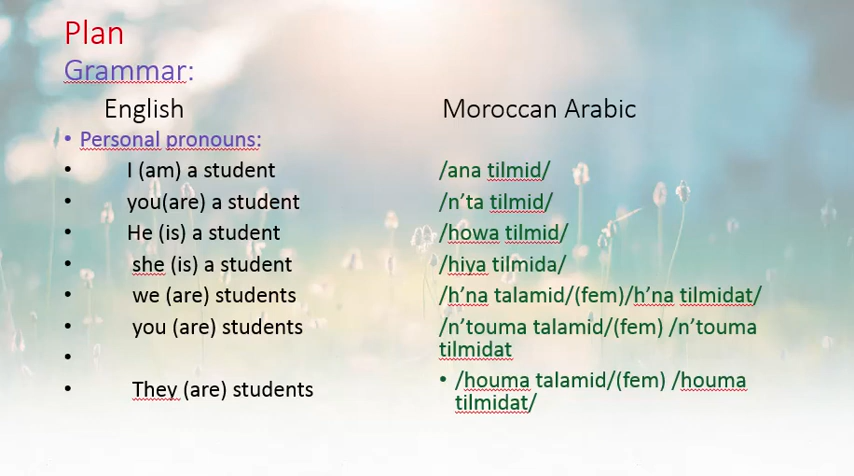 Plan
Grammar:
English Moroccan Arabic
• Personal pronouns:
• I (am) a student /ana tilmid/
• you(are) a student /n’ta tilmid/
• He (is) a student /howa tilmid/
• she (is) a student /hiya tilmida/
• we (are) students /h’na talamid/(fem)/h’na tilmidat/
• you (are) students /n’touma talamid/(fem) /n’touma
tilmidat
•
• They (are) students • /houma talamid/(fem) /houma
tilmidat/